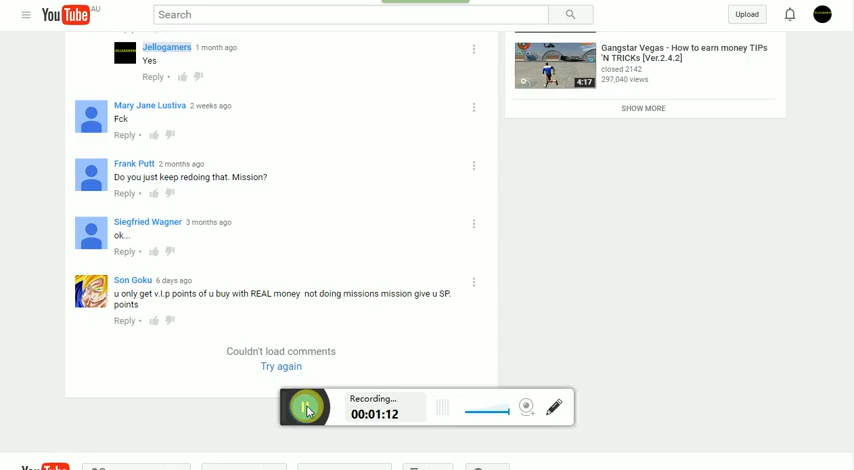 YouTube AU
Search
Upload
Jellogamers 1 month ago
Yes
Reply •
Mary Jane Lustiva 2 weeks ago
Fck
Reply •
Frank Putt 2 months ago
Do you just keep redoing that. Mission?
Reply •
Siegfried Wagner 3 months ago
ok...
Reply •
Son Goku 6 days ago
u only get v.I.p points of u buy with REAL money not doing missions mission give u SP.
points
Reply •
Couldn't load comments
Try again
4:17
Gangstar Vegas - How to earn money TIPs
'N TRICKs [Ver.2.4.2]
closed 2142
297,040 views
SHOW MORE
Recording...
00:01:12
YouTube